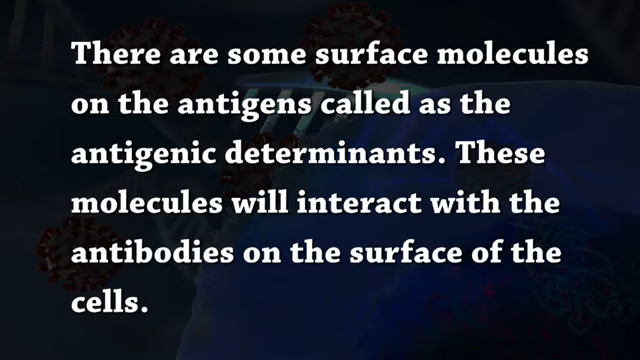 There are some surface molecules
on the antigens called as the
antigenic determinants. These
molecules will interact with the
antibodies on the surface of the
cells.